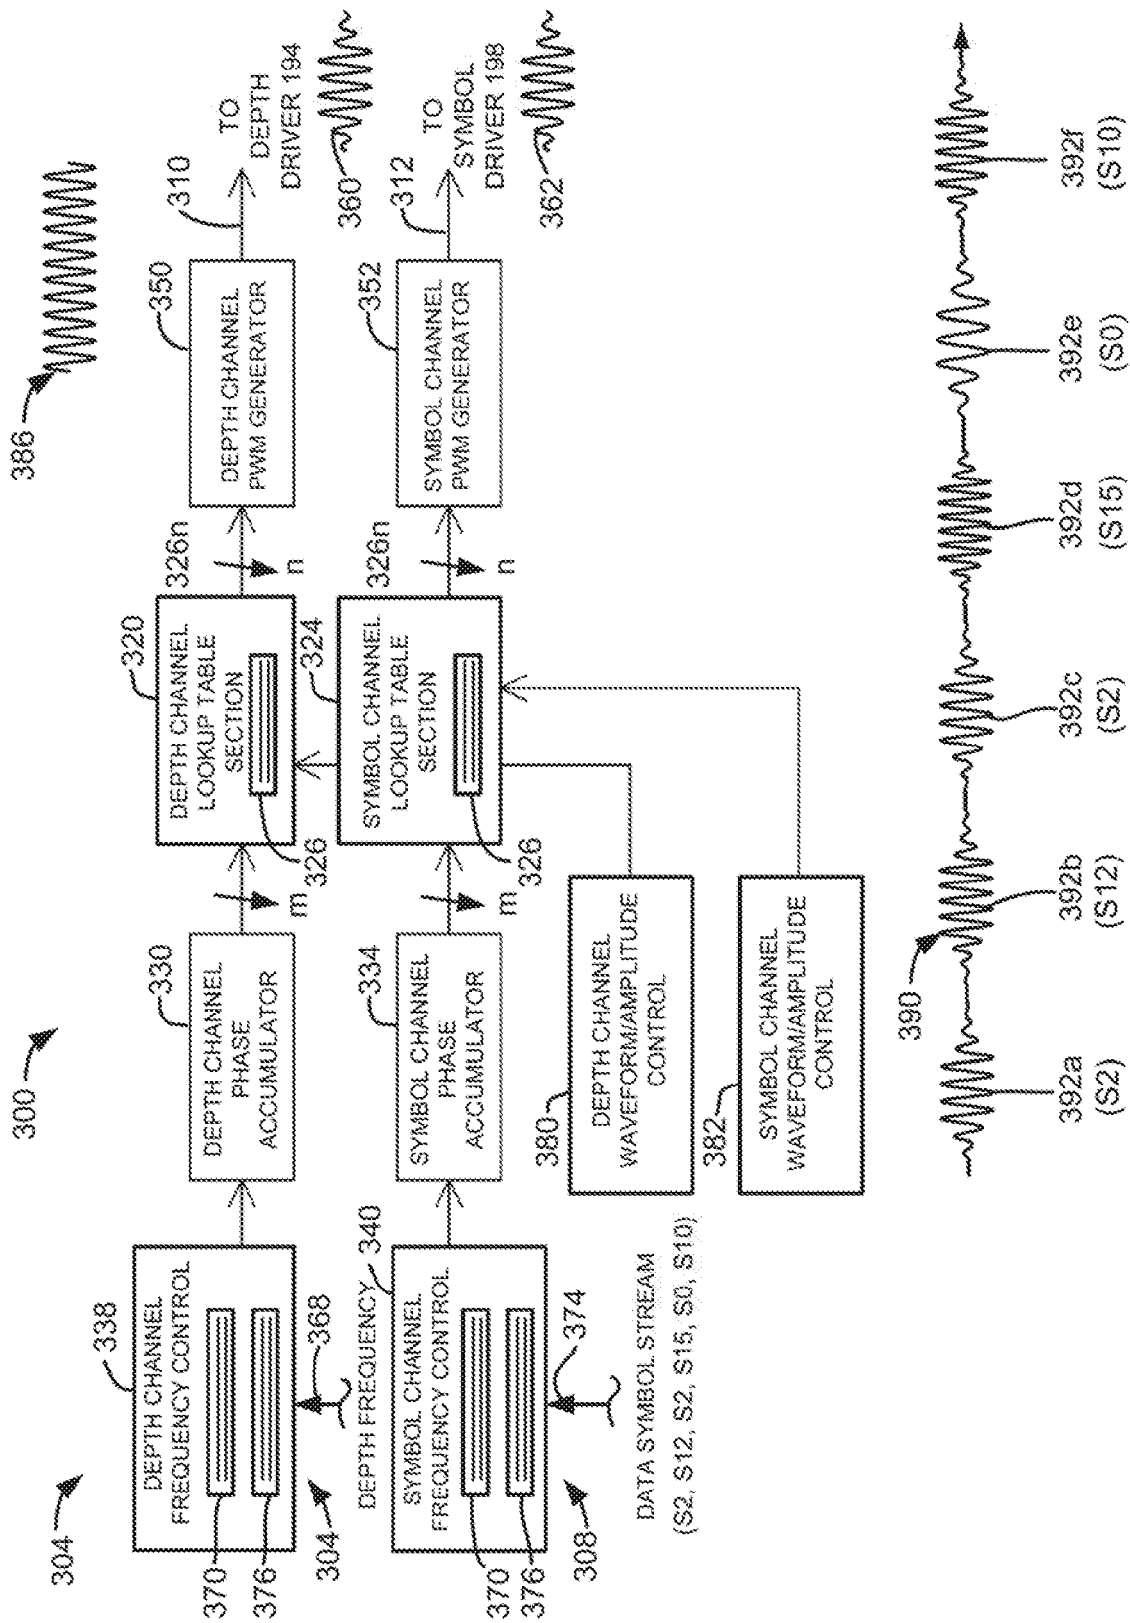 300
304
338
DEPTH CHANNEL
FREQUENCY CONTROL
370
376
304
368
DEPTH FREQUENCY
330
DEPTH CHANNEL
PHASE
ACCUMULATOR
m
320
DEPTH CHANNEL
LOOKUP TABLE
SECTION
326
326n
n
350
DEPTH CHANNEL
PWM GENERATOR
386
310
TO
DEPTH
DRIVER 194
360
340
SYMBOL CHANNEL
FREQUENCY CONTROL
370
376
308
374
DATA SYMBOL STREAM
(S2, S12, S2, S15, S0, S10)
334
SYMBOL CHANNEL
PHASE
ACCUMULATOR
m
324
SYMBOL CHANNEL
LOOKUP TABLE
SECTION
326
326n
n
352
SYMBOL CHANNEL
PWM GENERATOR
312
TO
SYMBOL
DRIVER 198
362
380
DEPTH CHANNEL
WAVEFORM/AMPLITUDE
CONTROL
382
SYMBOL CHANNEL
WAVEFORM/AMPLITUDE
CONTROL
390
392a
(S2)
392b
(S12)
392c
(S2)
392d
(S15)
392e
(S0)
392f
(S10)